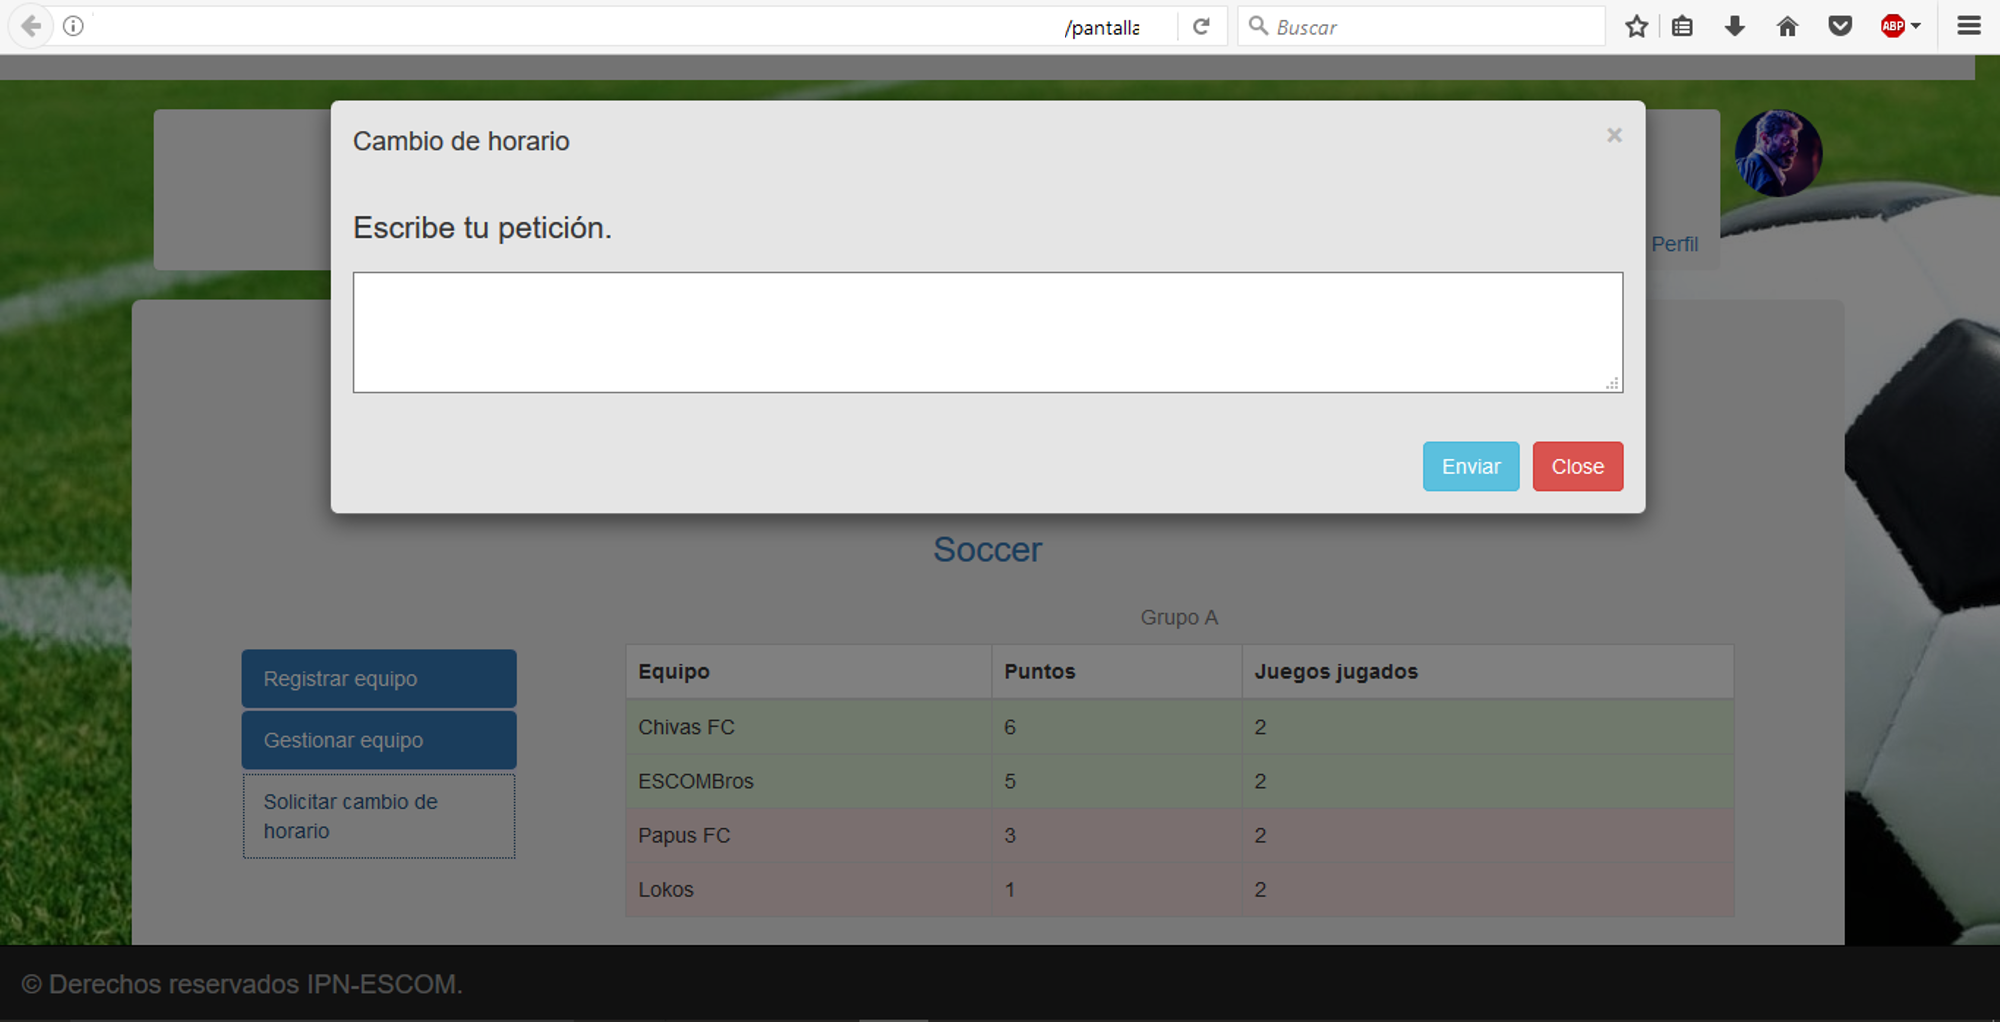 /pantalla
Buscar
ABP
Cambio de horario
×
Escribe tu petición.
Enviar
Close
Perfil
Soccer
Grupo A
Registrar equipo
Gestionar equipo
Solicitar cambio de
horario
Equipo Puntos Juegos jugados
Chivas FC 6 2
ESCOMBros 5 2
Papus FC 3 2
Lokos 1 2
© Derechos reservados IPN-ESCOM.